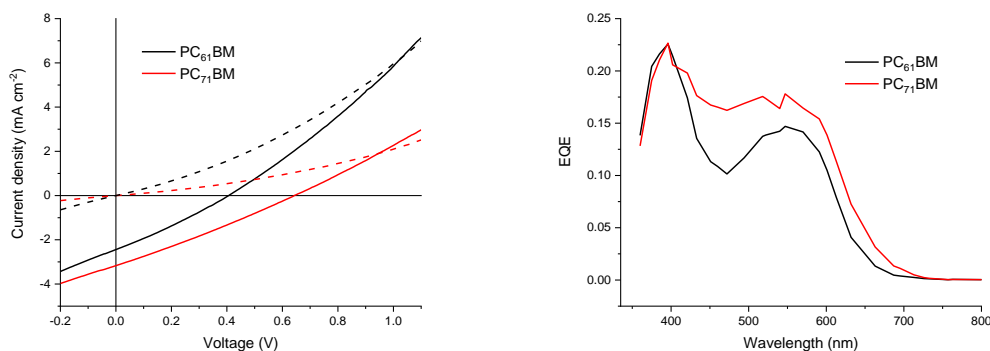 8
6
4
2
0
-2
-4
-0.2 0.0 0.2 0.4 0.6 0.8 1.0
Voltage (V)
Current density (mA cm⁻²)
PC₆₁BM
PC₇₁BM
0.25
0.20
0.15
0.10
0.05
0.00
400 500 600 700 800
Wavelength (nm)
EQE
PC₆₁BM
PC₇₁BM